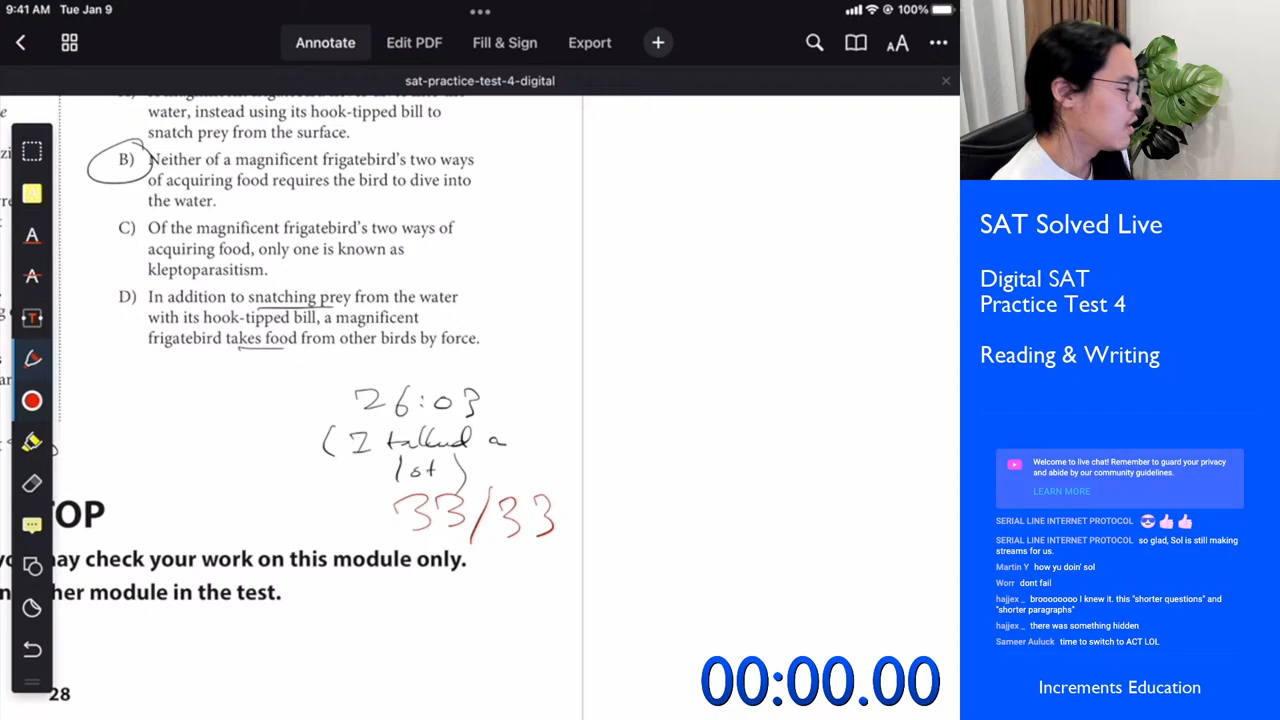 9:41 AM Tue Jan 9
100%
Annotate
Edit PDF
Fill & Sign
Export
AA
sat-practice-test-4-digital
water, instead using its hook-tipped bill to
snatch prey from the surface.
B) Neither of a magnificent frigatebird's two ways
of acquiring food requires the bird to dive into
the water.
C) Of the magnificent frigatebird's two ways of
acquiring food, only one is known as
kleptoparasitism.
D) In addition to snatching prey from the water
with its hook-tipped bill, a magnificent
frigatebird takes food from other birds by force.
26:03
(I talked a
lot)
33/33
TOP
may check your work on this module only.
her module in the test.
28
SAT Solved Live
Digital SAT
Practice Test 4
Reading & Writing
Welcome to live chat! Remember to guard your privacy
and abide by our community guidelines.
LEARN MORE
SERIAL LINE INTERNET PROTOCOL
SERIAL LINE INTERNET PROTOCOL so glad, Sol is still making
streams for us.
Martin Y how yu doin' sol
Worr dont fail
hajjex_ broooooooo I knew it. this "shorter questions" and
"shorter paragraphs"
hajjex_ there was something hidden
Sameer Auluck time to switch to ACT LOL
00:00.00
Increments Education